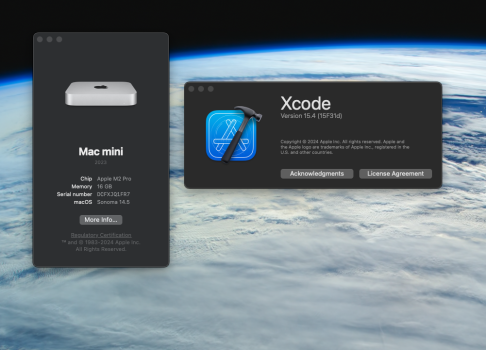 Mac mini
2023
Chip Apple M2 Pro
Memory 16 GB
Serial number
macOS Sonoma 14.5
More Info...
Regulatory Certification
™ and © 1983-2024 Apple Inc.
All Rights Reserved.
Xcode
Version 15.4 (15F31d)
Copyright © 2024 Apple Inc. All rights reserved. Apple and
the Apple logo are trademarks of Apple Inc., registered in the
U.S. and other countries.
Acknowledgments
License Agreement